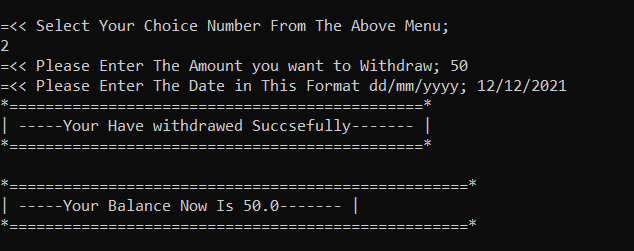 =<< Select Your Choice Number From The Above Menu;
2
=<< Please Enter The Amount you want to Withdraw; 50
=<< Please Enter The Date in This Format dd/mm/yyyy; 12/12/2021
*=============================================*
| -----Your Have withdrawed Succsefully------- |
*=============================================*
*==================================================*
| -----Your Balance Now Is 50.0------- |
*==================================================*